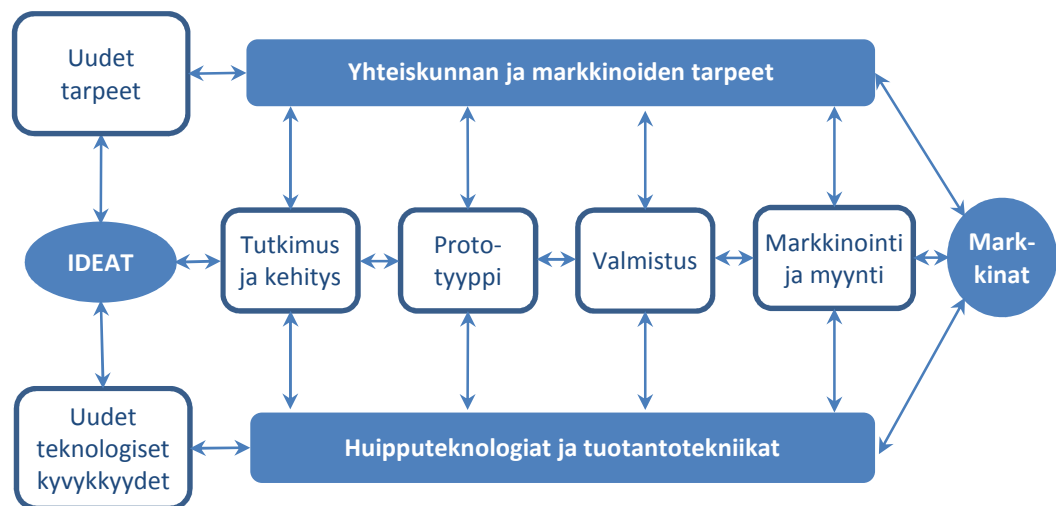 Uudet
tarpeet
Yhteiskunnan ja markkinoiden tarpeet
IDEAT
Tutkimus
ja kehitys
Proto-
tyyppi
Valmistus
Markkinointi
ja myynti
Mark-
kinat
Uudet
teknologiset
kyvykkyydet
Huipputeknologiat ja tuotantotekniikat